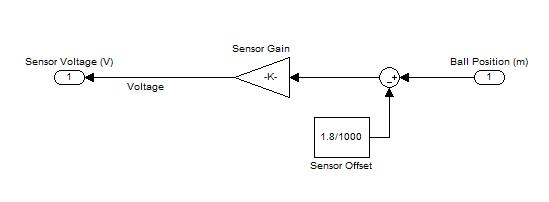 Sensor Gain
Sensor Voltage (V)
Ball Position (m)
1
-K-
_ +
1
Voltage
1.8/1000
Sensor Offset